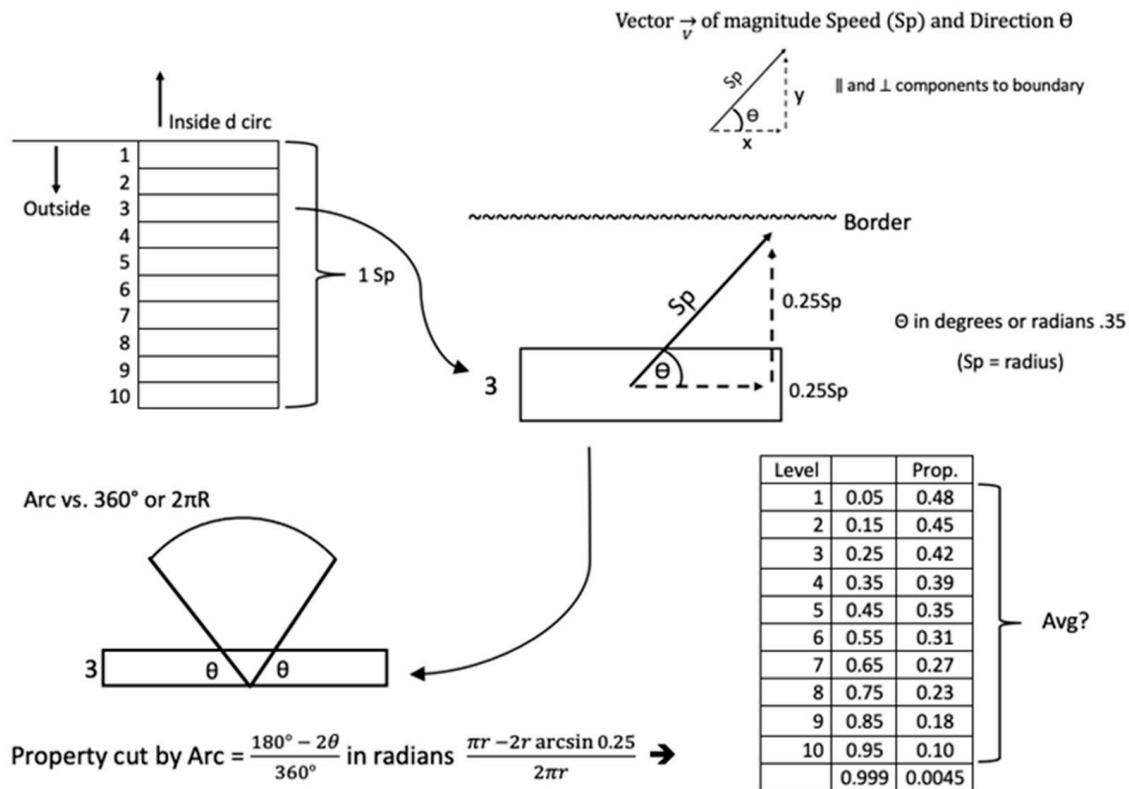 Vector →v of magnitude Speed (Sp) and Direction Ө
Sp
Ө
y
x
∥ and ⊥ components to boundary
Inside d circ
Outside
1
2
3
4
5
6
7
8
9
10
1 Sp
~~~~~~~~~~~~~~~~~~~~~~~~~~~ Border
Sp
0.25Sp
Ө
0.25Sp
3
Ө in degrees or radians .35
(Sp = radius)
Arc vs. 360° or 2πR
3 Ө Ө
Property cut by Arc = (180° − 2θ)/360° in radians (πr −2r arcsin 0.25)/2πr ➔
Level Prop.
1 0.05 0.48
2 0.15 0.45
3 0.25 0.42
4 0.35 0.39
5 0.45 0.35
6 0.55 0.31
7 0.65 0.27
8 0.75 0.23
9 0.85 0.18
10 0.95 0.10
0.999 0.0045
Avg?